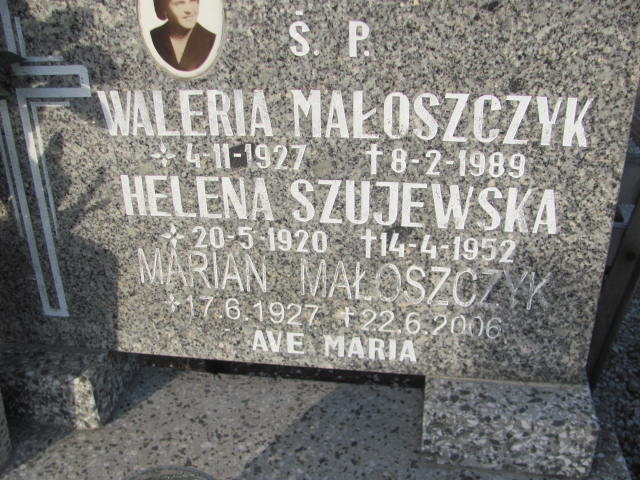 Ś. P.
WALERIA MAŁOSZCZYK
4-11-1927 †8-2-1989
HELENA SZUJEWSKA
20-5-1920 †14-4-1952
MARIAN MAŁOSZCZYK
17.6.1927 †22.6.2006
AVE MARIA